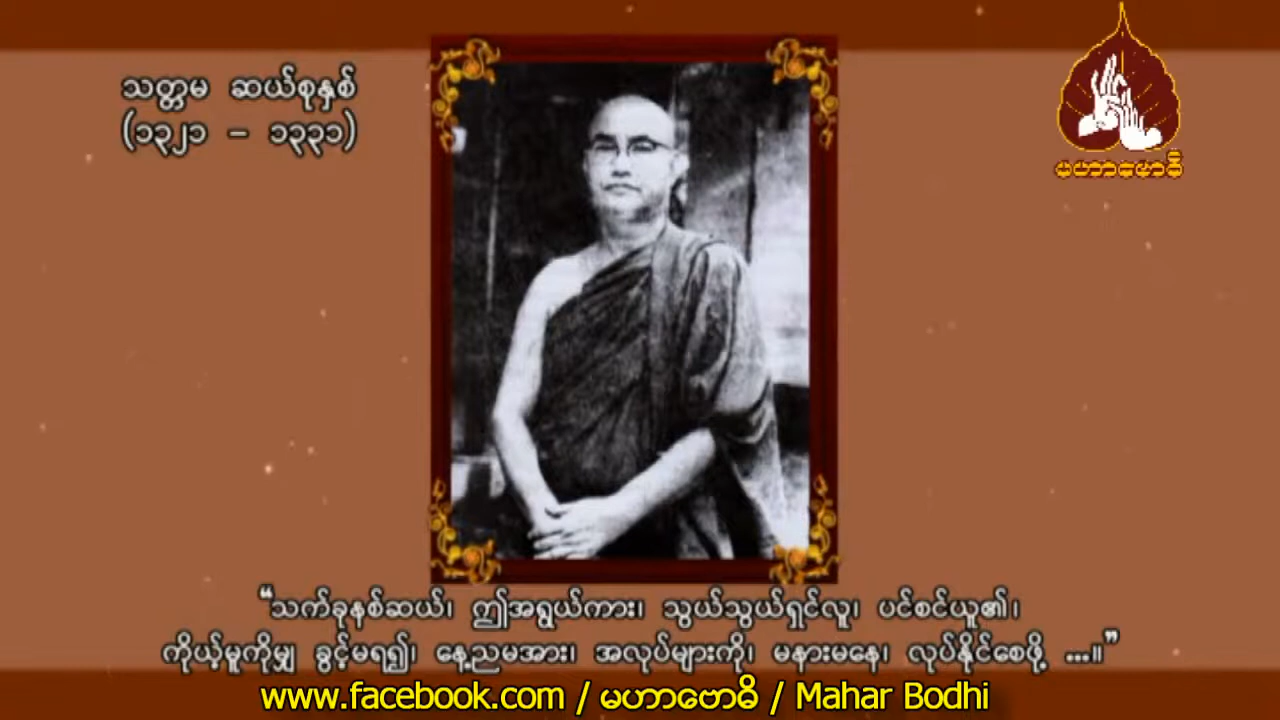 သတ္တမ ဆယ်စုနှစ်
(၁၃၂၁ – ၁၃၃၁)
မဟာဗောဓိ
“သက်ခုနစ်ဆယ်၊ ဤအရွယ်ကား၊ သွယ်သွယ်ရှင်လူ၊ ပင်စင်ယူ၏၊
ကိုယ့်မူကိုမျှ ခွင့်မရ၍၊ နေ့ညမအား၊ အလုပ်များကို၊ မနားမနေ၊ လုပ်နိုင်စေဖို့ ...။”
www.facebook.com / မဟာဗောဓိ / Mahar Bodhi